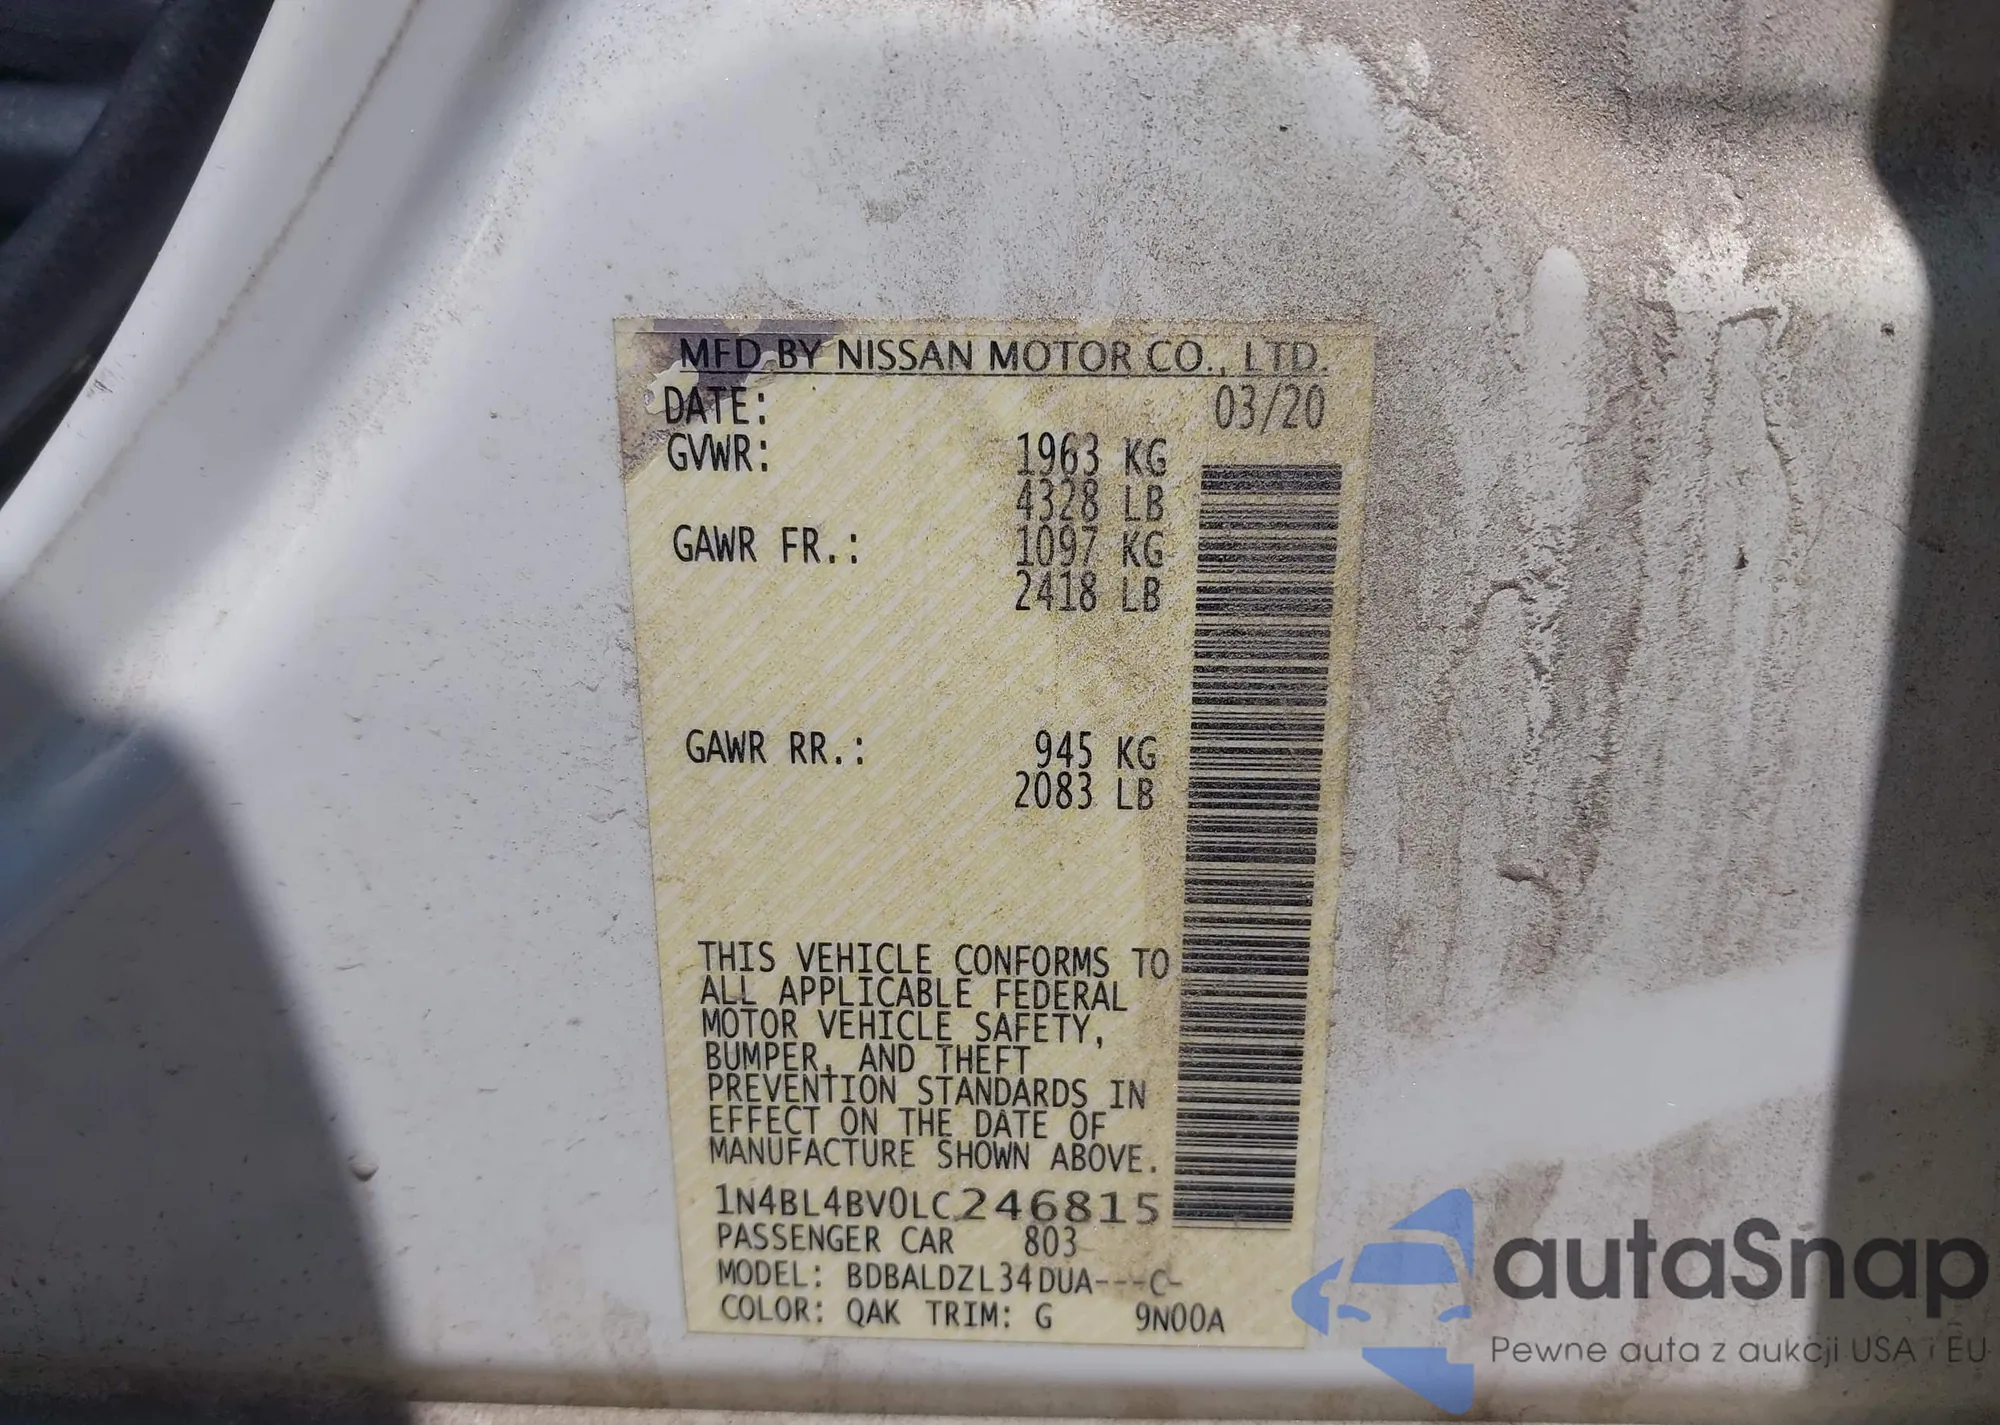 MFD BY NISSAN MOTOR CO., LTD.
DATE: 03/20
GVWR: 1963 KG
4328 LB
GAWR FR.: 1097 KG
2418 LB
GAWR RR.: 945 KG
2083 LB
THIS VEHICLE CONFORMS TO
ALL APPLICABLE FEDERAL
MOTOR VEHICLE SAFETY,
BUMPER, AND THEFT
PREVENTION STANDARDS IN
EFFECT ON THE DATE OF
MANUFACTURE SHOWN ABOVE.
1N4BL4BV0LC246815
PASSENGER CAR 803
MODEL: BDBALDZL34DUA---C-
COLOR: QAK TRIM: G 9N00A
autoSnap
Pewne auta z aukcji USA i EU